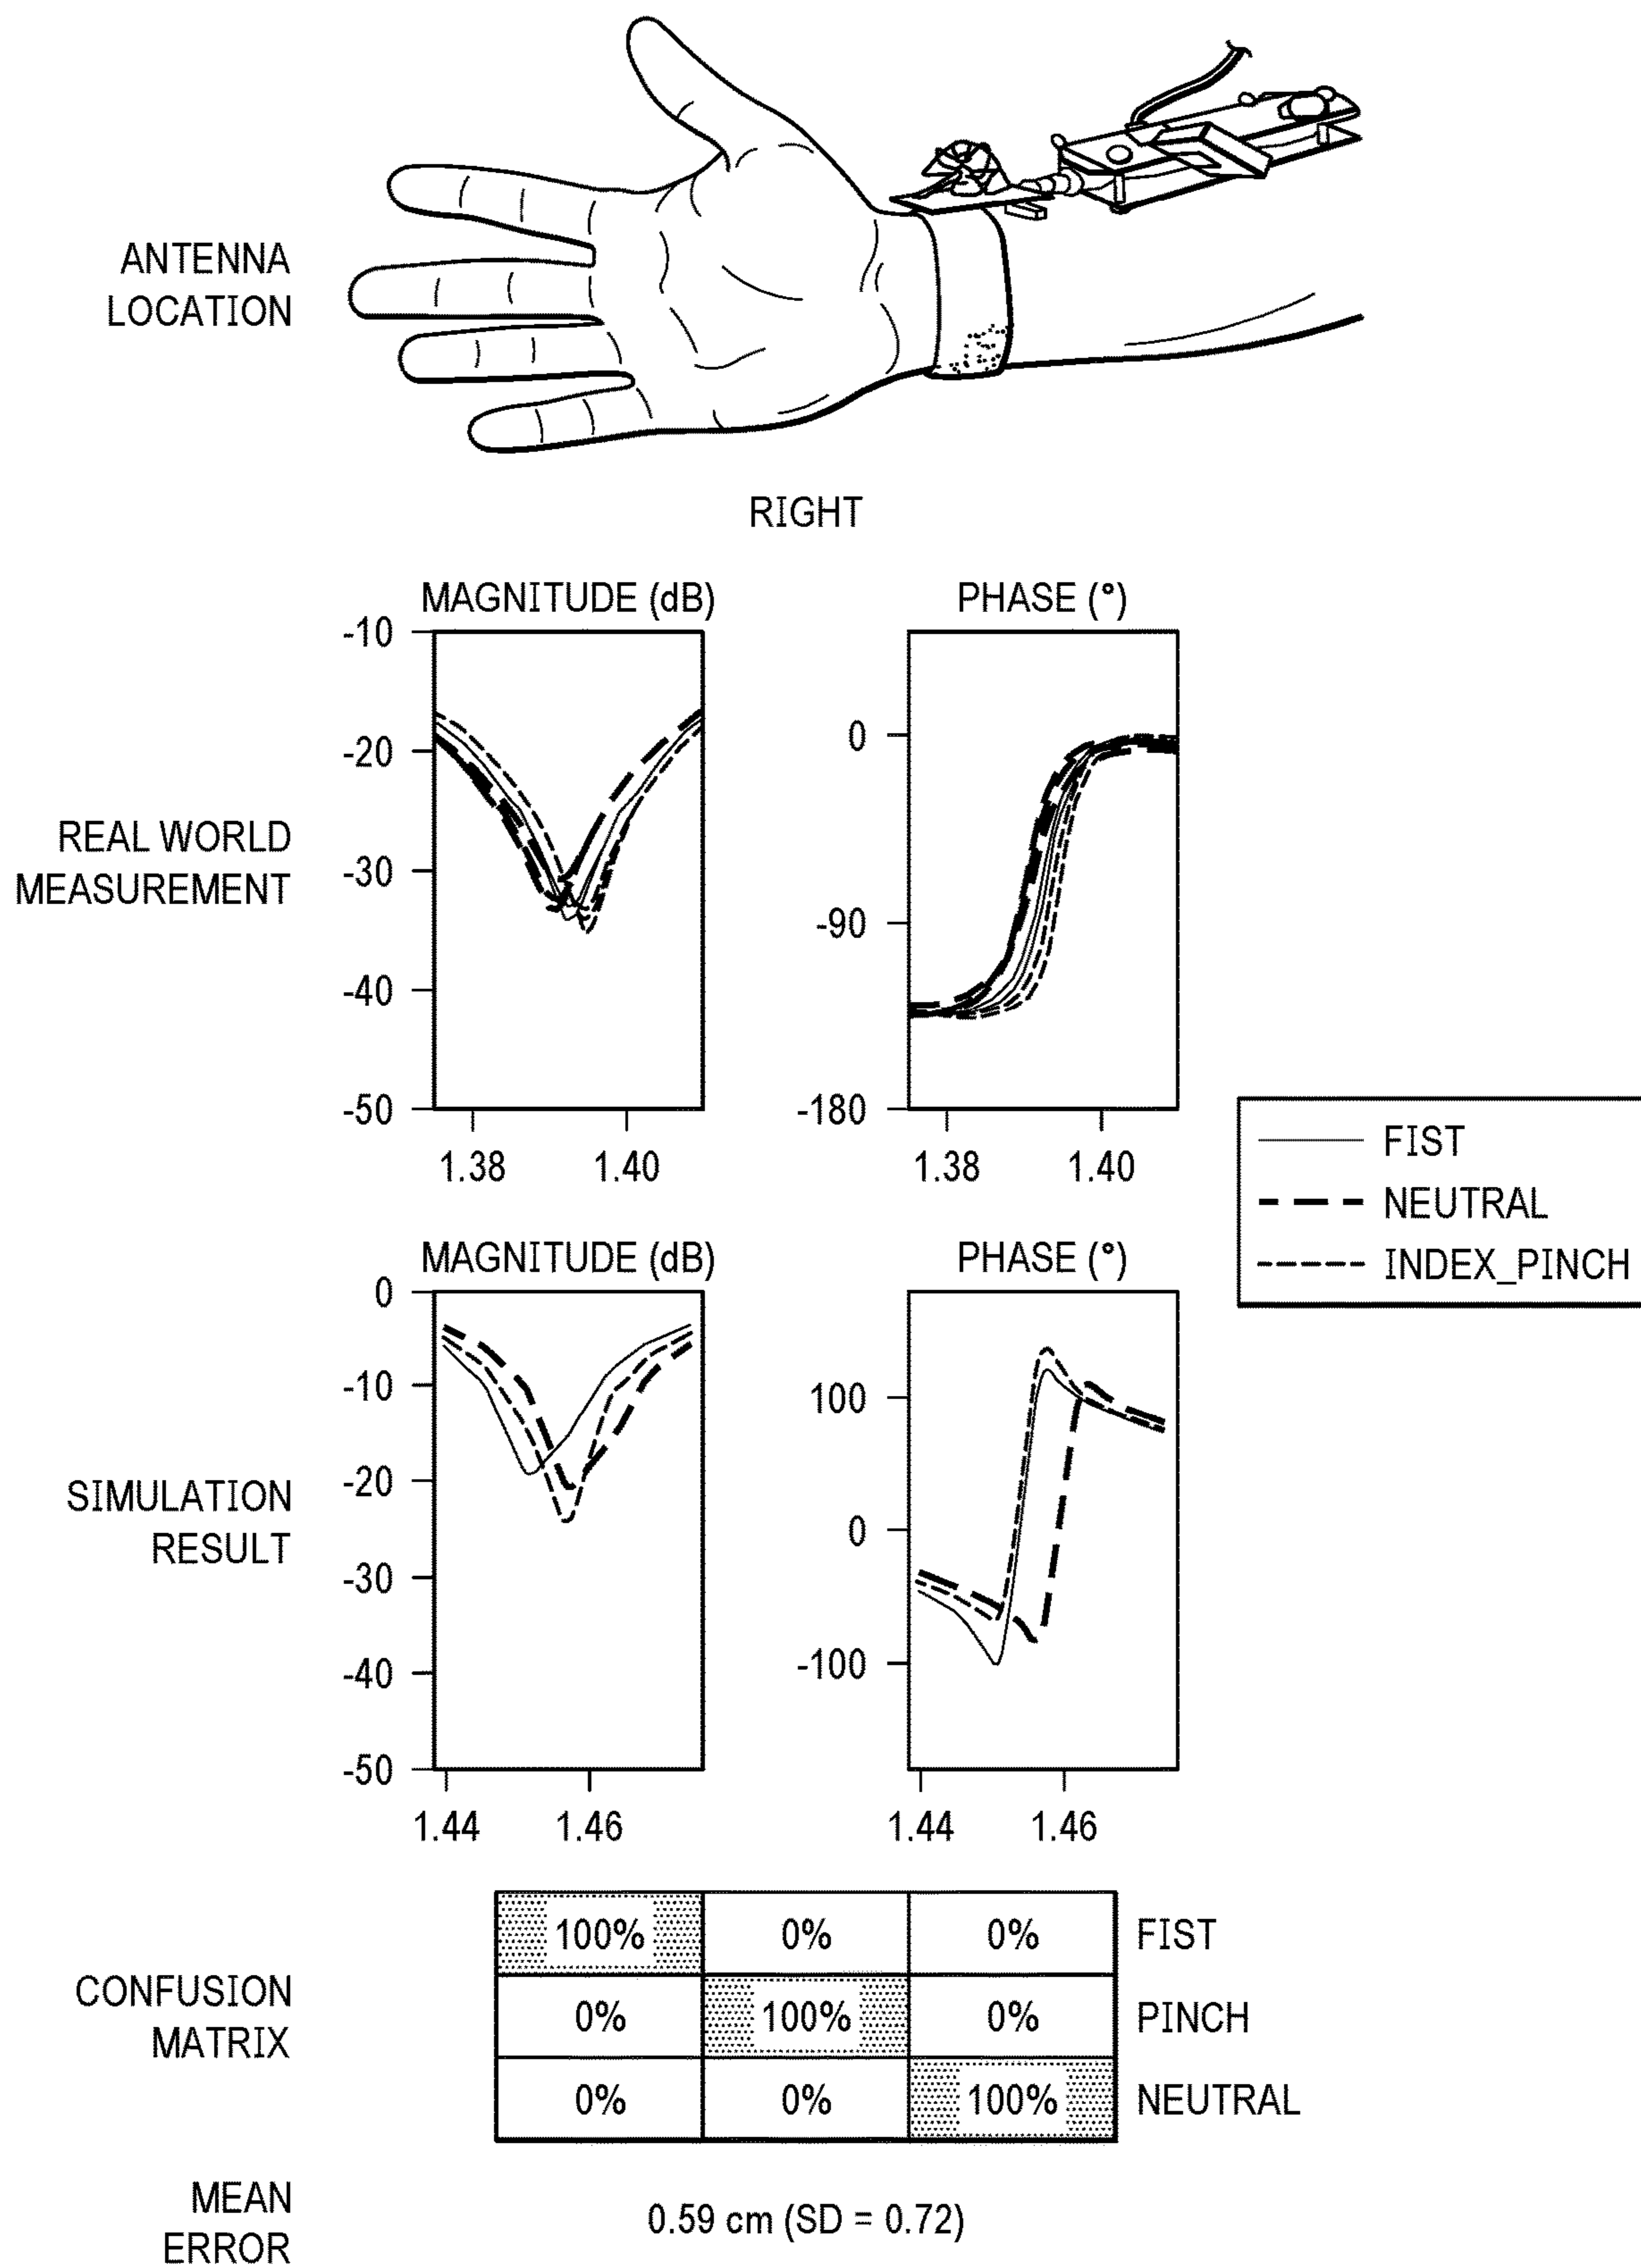 ANTENNA
LOCATION
RIGHT
MAGNITUDE (dB)
PHASE (°)
-10
-20
-30
-40
-50
0
-90
-180
1.38
1.40
1.38
1.40
REAL WORLD
MEASUREMENT
FIST
NEUTRAL
INDEX_PINCH
MAGNITUDE (dB)
PHASE (°)
0
-10
-20
-30
-40
-50
100
0
-100
1.44
1.46
1.44
1.46
SIMULATION
RESULT
CONFUSION
MATRIX
100% 0% 0% FIST
0% 100% 0% PINCH
0% 0% 100% NEUTRAL
MEAN
ERROR
0.59 cm (SD = 0.72)